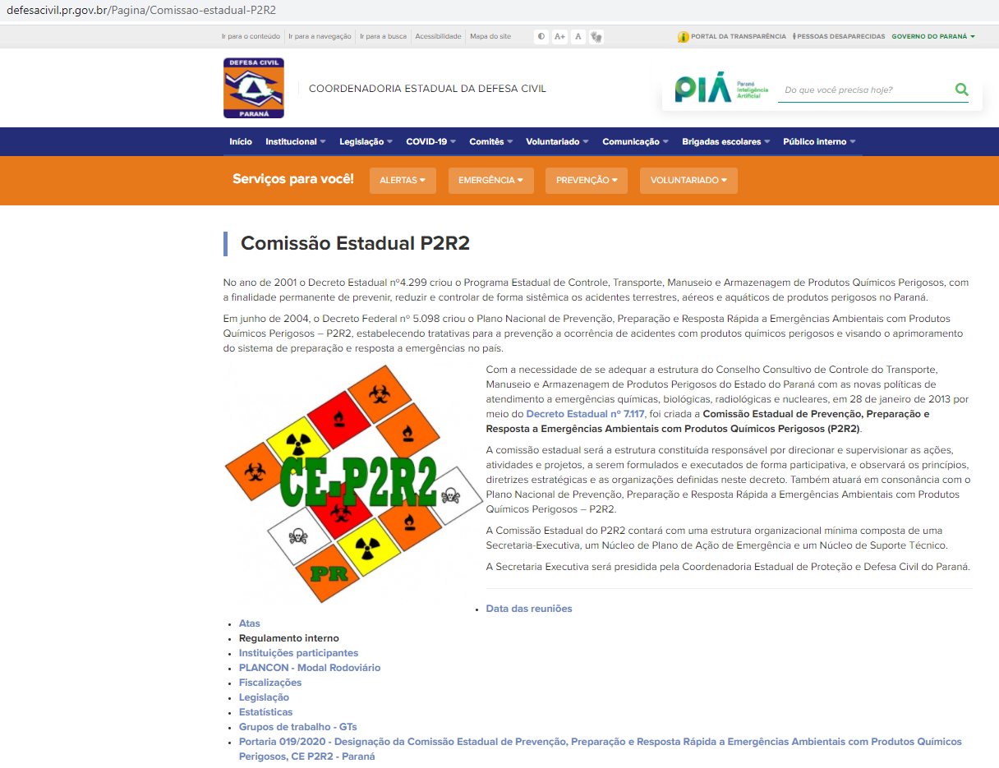 defesacivil.pr.gov.br/Pagina/Comissao-estadual-P2R2
Ir para o conteúdo Ir para a navegação Ir para a busca Acessibilidade Mapa do site A+ A PORTAL DA TRANSPARÊNCIA PESSOAS DESAPARECIDAS GOVERNO DO PARANÁ
DEFESA CIVIL
PARANÁ
COORDENADORIA ESTADUAL DA DEFESA CIVIL
PIÁ
Paraná
Inteligência
Artificial
Do que você precisa hoje?
Início Institucional Legislação COVID-19 Comitês Voluntariado Comunicação Brigadas escolares Público interno
Serviços para você! ALERTAS EMERGÊNCIA PREVENÇÃO VOLUNTARIADO
Comissão Estadual P2R2
No ano de 2001 o Decreto Estadual nº4.299 criou o Programa Estadual de Controle, Transporte, Manuseio e Armazenagem de Produtos Químicos Perigosos, com
a finalidade permanente de prevenir, reduzir e controlar de forma sistêmica os acidentes terrestres, aéreos e aquáticos de produtos perigosos no Paraná.
Em junho de 2004, o Decreto Federal nº 5.098 criou o Plano Nacional de Prevenção, Preparação e Resposta Rápida a Emergências Ambientais com Produtos
Químicos Perigosos – P2R2, estabelecendo tratativas para a prevenção a ocorrência de acidentes com produtos químicos perigosos e visando o aprimoramento
do sistema de preparação e resposta a emergências no país.
CE-P2R2
PR
Com a necessidade de se adequar a estrutura do Conselho Consultivo de Controle do Transporte,
Manuseio e Armazenagem de Produtos Perigosos do Estado do Paraná com as novas políticas de
atendimento a emergências químicas, biológicas, radiológicas e nucleares, em 28 de janeiro de 2013 por
meio do Decreto Estadual nº 7.117, foi criada a Comissão Estadual de Prevenção, Preparação e
Resposta a Emergências Ambientais com Produtos Químicos Perigosos (P2R2).
A comissão estadual será a estrutura constituída responsável por direcionar e supervisionar as ações,
atividades e projetos, a serem formulados e executados de forma participativa, e observará os princípios,
diretrizes estratégicas e as organizações definidas neste decreto. Também atuará em consonância com o
Plano Nacional de Prevenção, Preparação e Resposta Rápida a Emergências Ambientais com Produtos
Químicos Perigosos – P2R2.
A Comissão Estadual do P2R2 contará com uma estrutura organizacional mínima composta de uma
Secretaria-Executiva, um Núcleo de Plano de Ação de Emergência e um Núcleo de Suporte Técnico.
A Secretaria Executiva será presidida pela Coordenadoria Estadual de Proteção e Defesa Civil do Paraná.
• Data das reuniões
• Atas
• Regulamento interno
• Instituições participantes
• PLANCON - Modal Rodoviário
• Fiscalizações
• Legislação
• Estatísticas
• Grupos de trabalho - GTs
• Portaria 019/2020 - Designação da Comissão Estadual de Prevenção, Preparação e Resposta Rápida a Emergências Ambientais com Produtos Químicos
Perigosos, CE P2R2 - Paraná